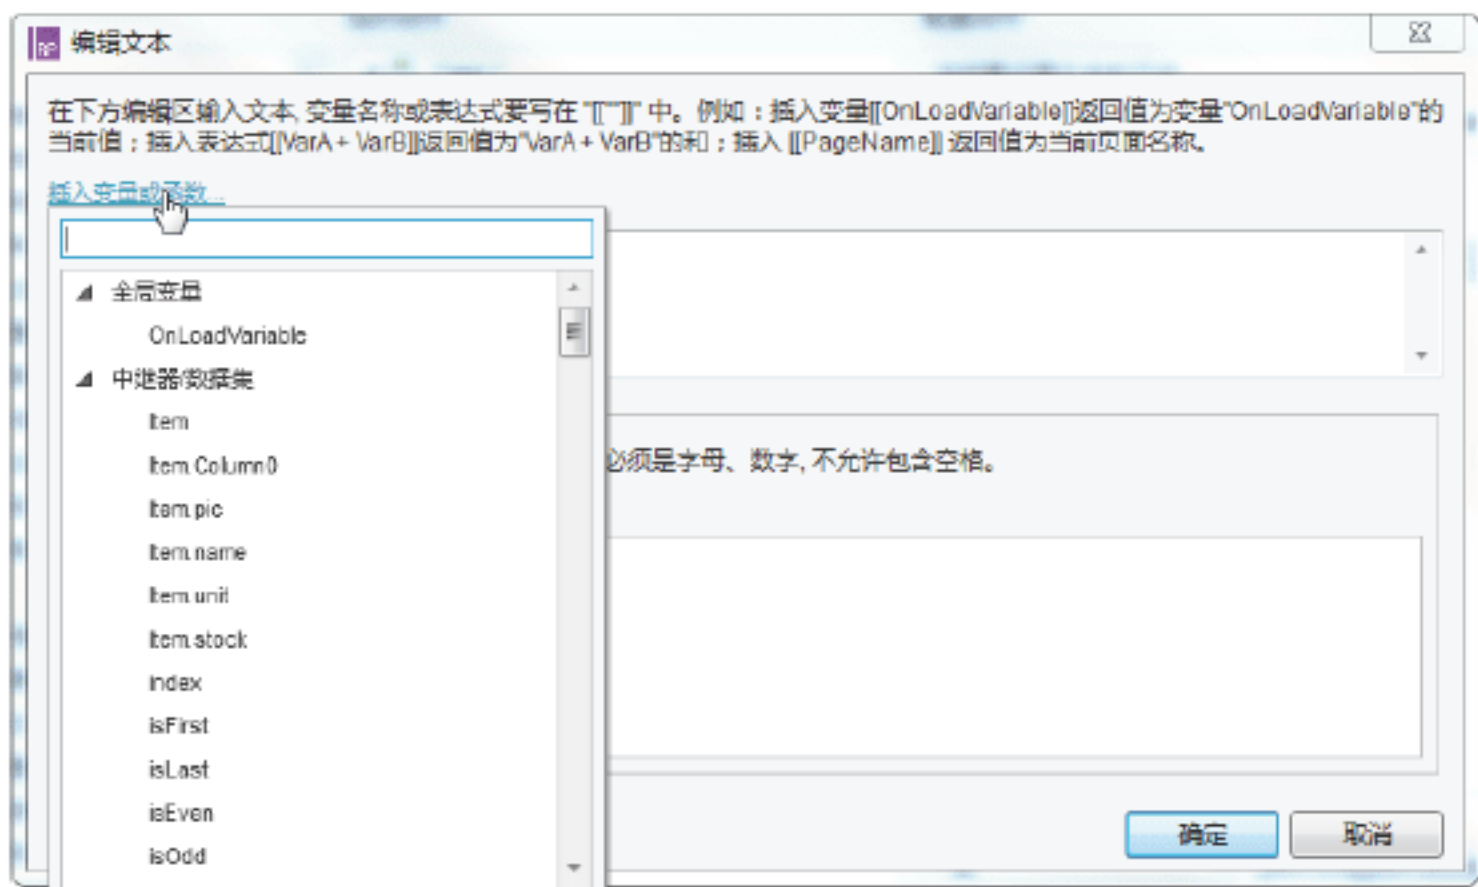 RP 编辑文本
在下方编辑区输入文本, 变量名称或表达式要写在 "[[""]]" 中。例如：插入变量[[OnLoadVariable]]返回值为变量"OnLoadVariable"的
当前值；插入表达式[[VarA + VarB]]返回值为"VarA + VarB"的和；插入 [[PageName]] 返回值为当前页面名称。
插入变量或函数...
全局变量
OnLoadVariable
中继器/数据集
Item
Item.Column0
必须是字母、数字, 不允许包含空格。
Item.pic
Item.name
Item.unit
Item.stock
index
isFirst
isLast
isEven
isOdd
确定
取消